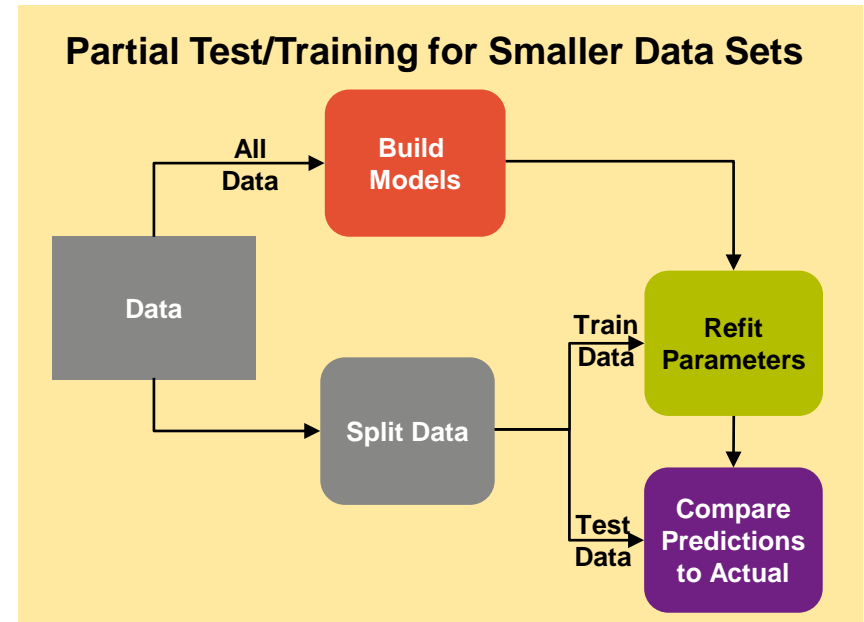 Partial Test/Training for Smaller Data Sets
All
Data
Build
Models
Data
Train
Data
Refit
Parameters
Split Data
Test
Data
Compare
Predictions
to Actual